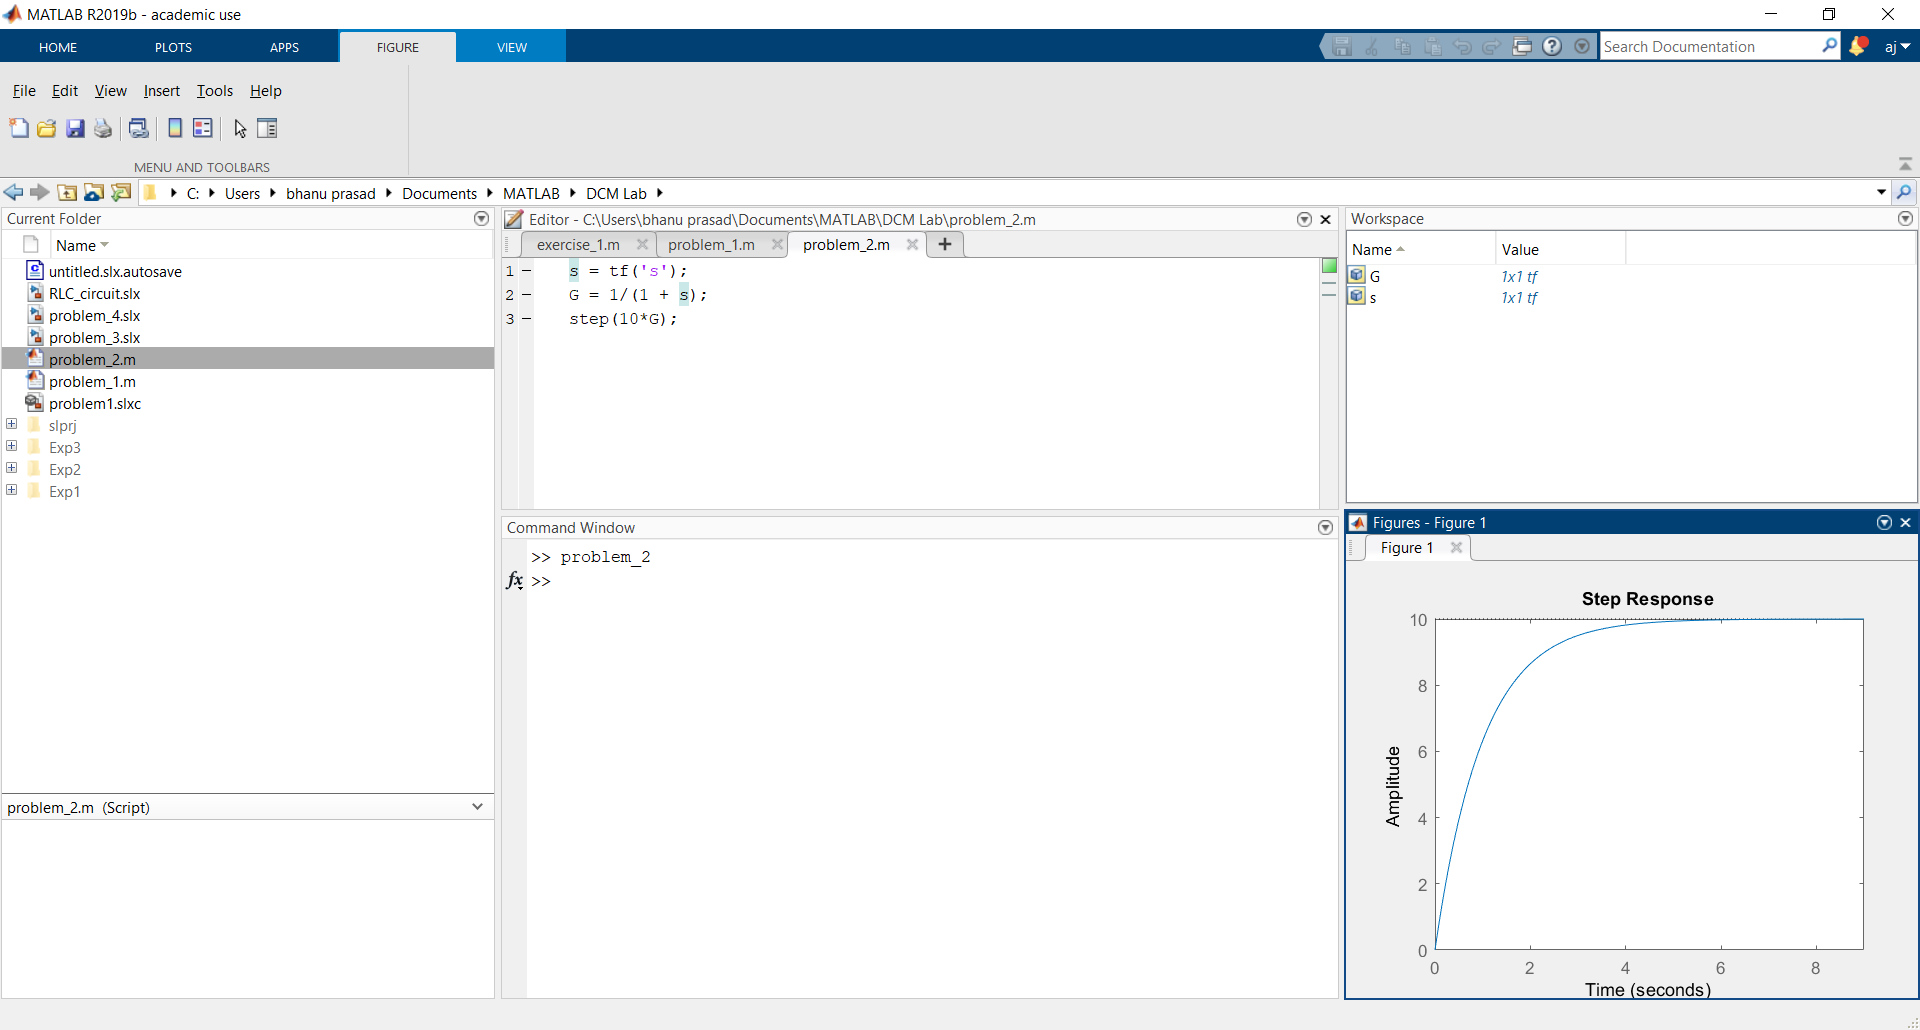 MATLAB R2019b - academic use
HOME PLOTS APPS FIGURE VIEW
Search Documentation
aj
File Edit View Insert Tools Help
MENU AND TOOLBARS
C: Users bhanu prasad Documents MATLAB DCM Lab
Current Folder
Name
untitled.slx.autosave
RLC_circuit.slx
problem_4.slx
problem_3.slx
problem_2.m
problem_1.m
problem1.slxc
slprj
Exp3
Exp2
Exp1
problem_2.m (Script)
Editor - C:\Users\bhanu prasad\Documents\MATLAB\DCM Lab\problem_2.m
exercise_1.m problem_1.m problem_2.m +
1 - s = tf('s');
2 - G = 1/(1 + s);
3 - step(10*G);
Command Window
>> problem_2
fx >>
Workspace
Name Value
G 1x1 tf
s 1x1 tf
Figures - Figure 1
Figure 1
Step Response
10
8
6
4
2
0
Amplitude
0 2 4 6 8
Time (seconds)